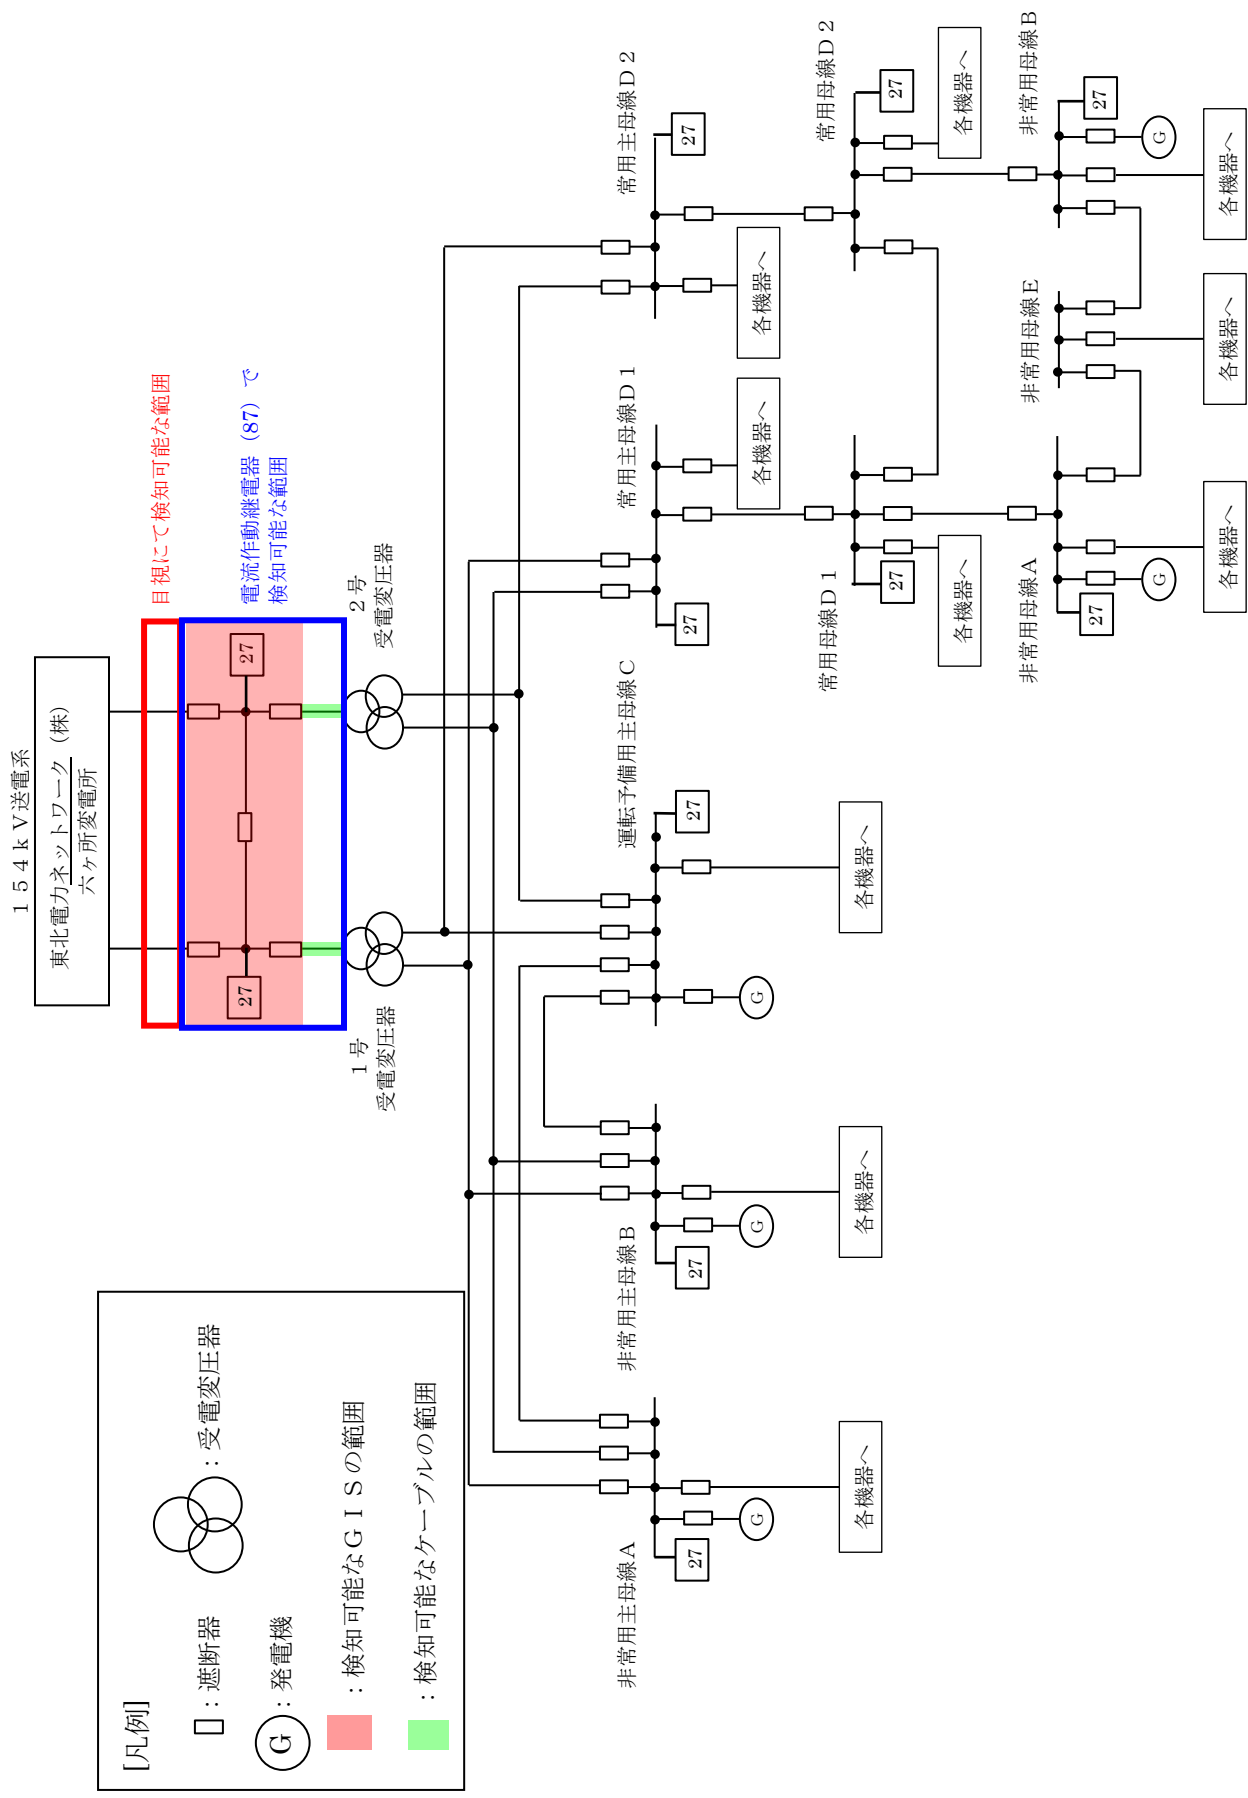 １５４ｋＶ送電系
東北電力ネットワーク（株）
六ヶ所変電所
[凡例]
：遮断器
：受電変圧器
G
：発電機
：検知可能なＧＩＳの範囲
：検知可能なケーブルの範囲
目視にて検知可能な範囲
電流作動継電器（87）で
検知可能な範囲
27
27
１号
受電変圧器
２号
受電変圧器
非常用主母線Ａ
27
G
各機器へ
非常用主母線Ｂ
27
G
各機器へ
運転予備用主母線Ｃ
G
27
各機器へ
常用主母線Ｄ１
27
各機器へ
常用主母線Ｄ２
27
各機器へ
常用母線Ｄ１
27
各機器へ
常用母線Ｄ２
27
各機器へ
非常用母線Ａ
27
G
各機器へ
非常用母線Ｅ
各機器へ
非常用母線Ｂ
G
27
各機器へ